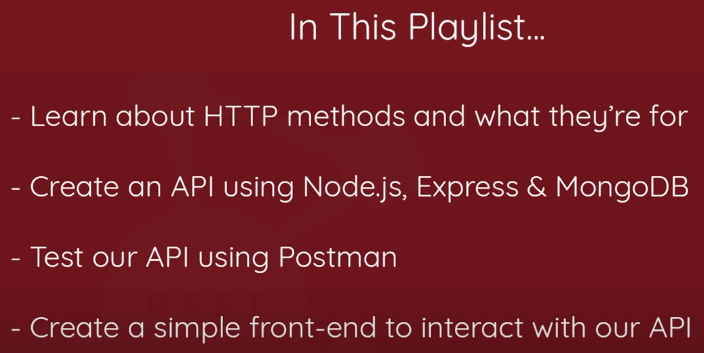 In This Playlist...
- Learn about HTTP methods and what they're for
- Create an API using Node.js, Express & MongoDB
- Test our API using Postman
- Create a simple front-end to interact with our API
REST